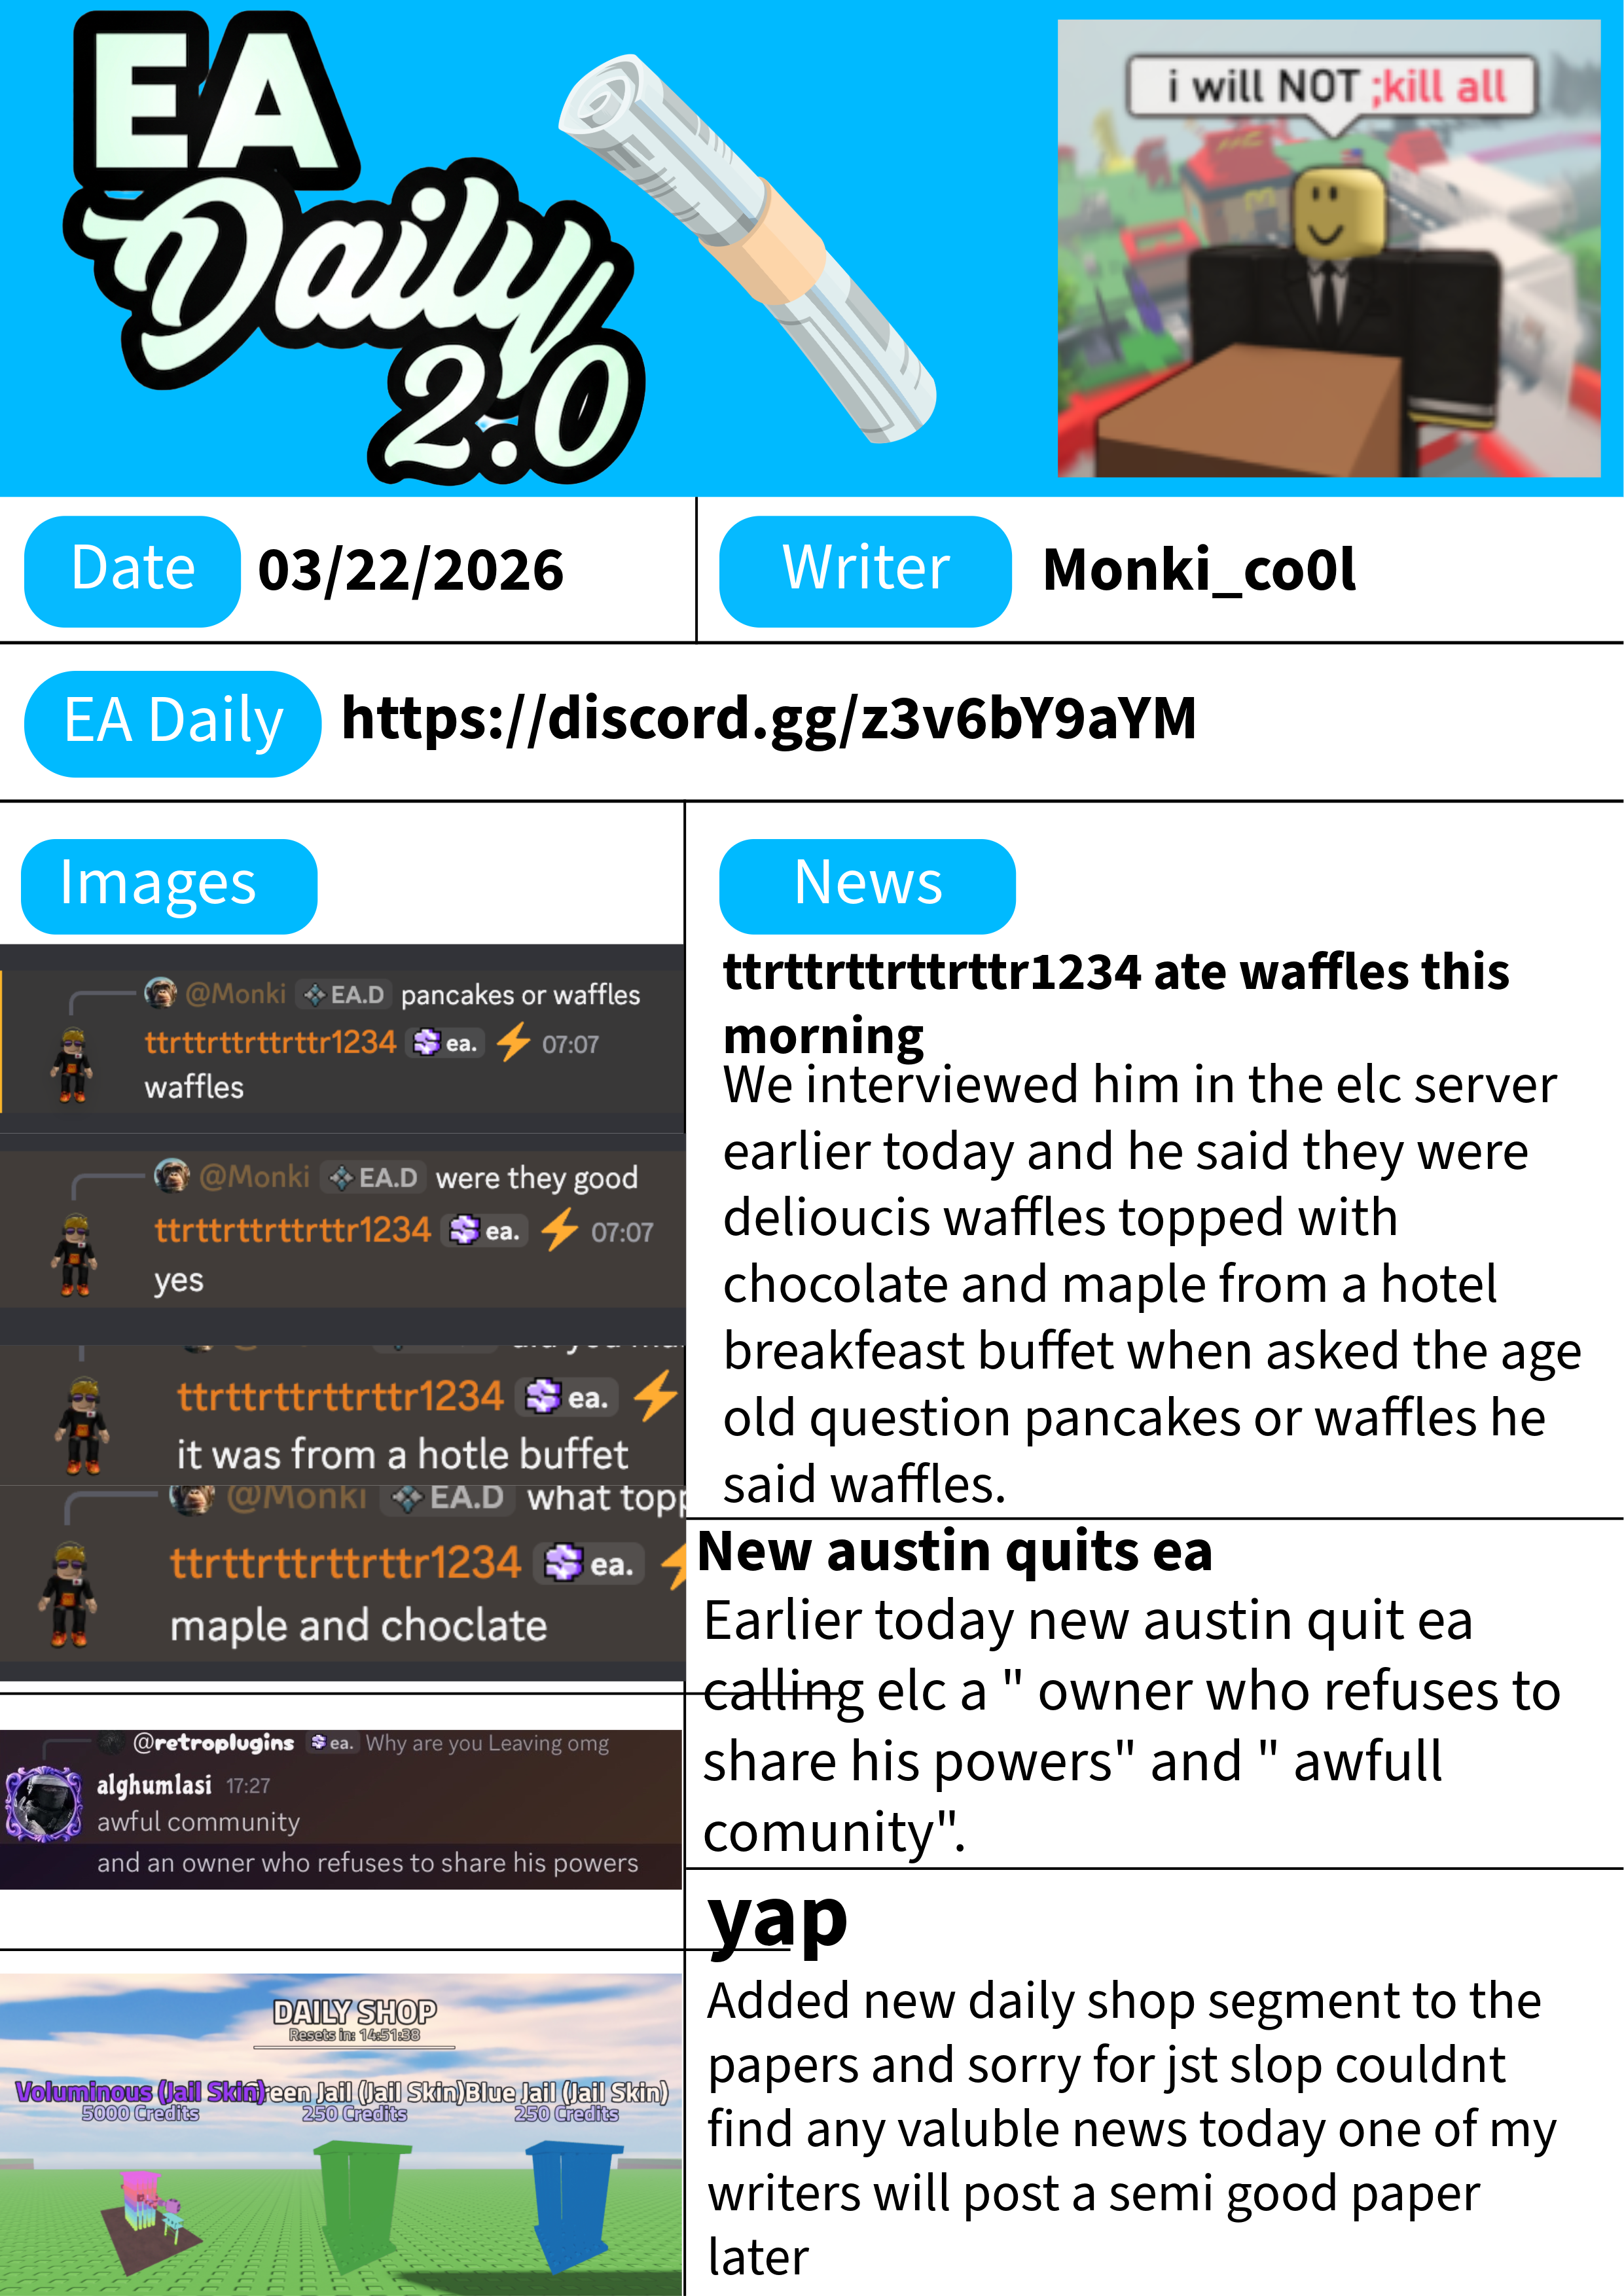 EA
Daily
2.0
i will NOT ;kill all
Date
03/22/2026
Writer
Monki_co0l
EA Daily
https://discord.gg/z3v6bY9aYM
Images
@Monki EA.D pancakes or waffles
ttrttrttrttrttr1234 ea. 07:07
waffles
@Monki EA.D were they good
ttrttrttrttrttr1234 ea. 07:07
yes
ttrttrttrttrttr1234 ea.
it was from a hotle buffet
@Monki EA.D what
ttrttrttrttrttr1234 ea.
maple and choclate
@retroplugins ea. Why are you Leaving omg
alghumlasi 17:27
awful community
and an owner who refuses to share his powers
DAILY SHOP
Resets in: 14:51:38
Voluminous (Jail Skin)
5000 Credits
Green Jail (Jail Skin)
250 Credits
Blue Jail (Jail Skin)
250 Credits
News
ttrttrttrttrttrttr1234 ate waffles this
morning
We interviewed him in the elc server
earlier today and he said they were
delioucis waffles topped with
chocolate and maple from a hotel
breakfeast buffet when asked the age
old question pancakes or waffles he
said waffles.
New austin quits ea
Earlier today new austin quit ea
calling elc a " owner who refuses to
share his powers" and " awfull
comunity".
yap
Added new daily shop segment to the
papers and sorry for jst slop couldnt
find any valuble news today one of my
writers will post a semi good paper
later